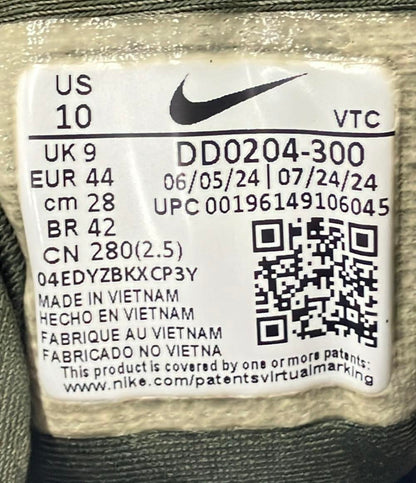 US
10
VTC
UK 9
DD0204-300
EUR 44
06/05/24 | 07/24/24
cm 28
UPC 00196149106045
BR 42
CN 280(2.5)
04EDYZBKXCP3Y
MADE IN VIETNAM
HECHO EN VIETNAM
FABRIQUE AU VIETNAM
FABRICADO NO VIETNA
This product is covered by one or more patents:
www.nike.com/patentsvirtualmarking